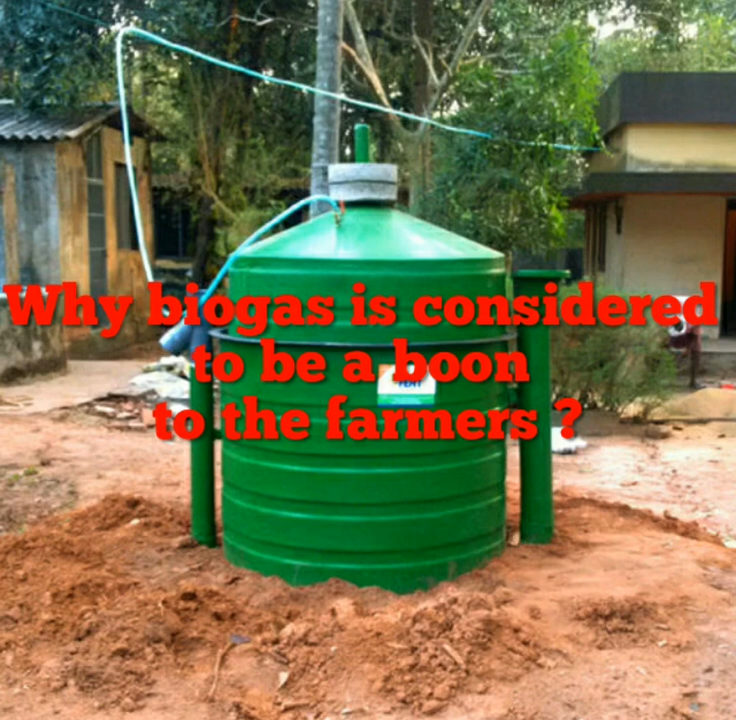 Why biogas is considered
to be a boon
to the farmers ?